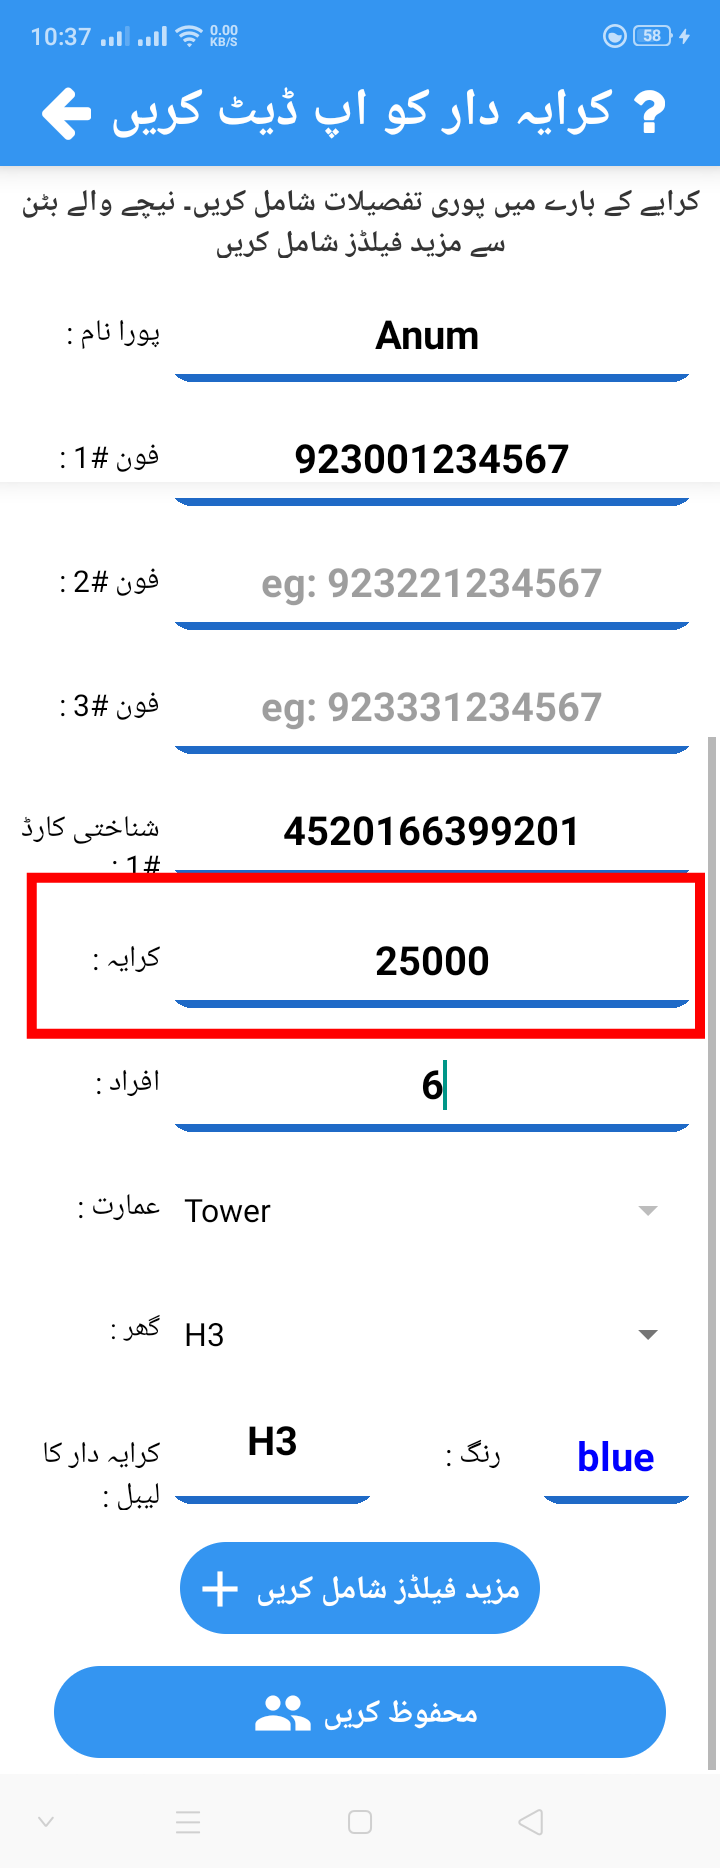 10:37 0.00 KB/S 58
کرایہ دار کو اپ ڈیٹ کریں ?
کرایے کے بارے میں پوری تفصیلات شامل کریں۔ نیچے والے بٹن
سے مزید فیلڈز شامل کریں
پورا نام : Anum
فون #1 : 923001234567
فون #2 : eg: 923221234567
فون #3 : eg: 923331234567
شناختی کارڈ 4520166399201
#1 :
کرایہ : 25000
افراد : 6
عمارت : Tower
گھر : H3
کرایہ دار کا H3 رنگ : blue
لیبل :
مزید فیلڈز شامل کریں +
محفوظ کریں